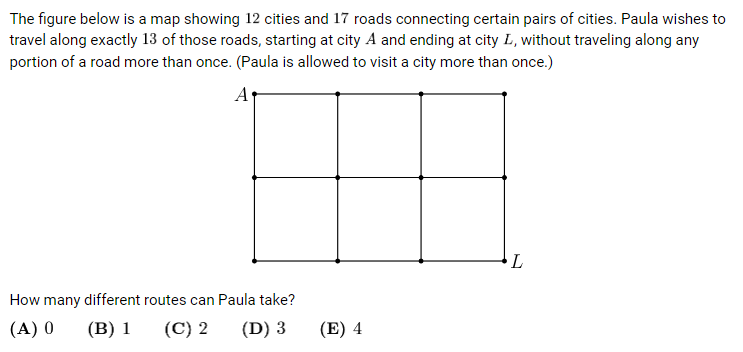 The figure below is a map showing 12 cities and 17 roads connecting certain pairs of cities. Paula wishes to
travel along exactly 13 of those roads, starting at city A and ending at city L, without traveling along any
portion of a road more than once. (Paula is allowed to visit a city more than once.)
A
L
How many different routes can Paula take?
(A) 0 (B) 1 (C) 2 (D) 3 (E) 4